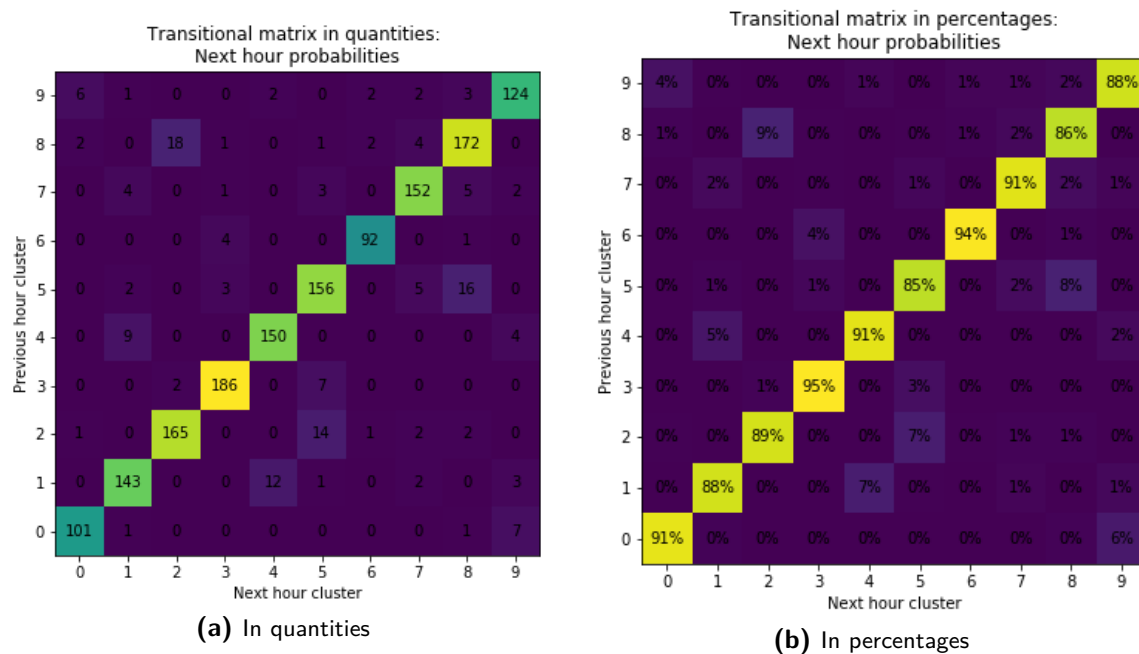 Transitional matrix in quantities:
Next hour probabilities
9 6 1 0 0 2 0 2 2 3 124
8 2 0 18 1 0 1 2 4 172 0
7 0 4 0 1 0 3 0 152 5 2
6 0 0 0 4 0 0 92 0 1 0
5 0 2 0 3 0 156 0 5 16 0
4 0 9 0 0 150 0 0 0 0 4
3 0 0 2 186 0 7 0 0 0 0
2 1 0 165 0 0 14 1 2 2 0
1 0 143 0 0 12 1 0 2 0 3
0 101 1 0 0 0 0 0 0 1 7
0 1 2 3 4 5 6 7 8 9
Previous hour cluster
Next hour cluster
(a) In quantities
Transitional matrix in percentages:
Next hour probabilities
9 4% 0% 0% 0% 1% 0% 1% 1% 2% 88%
8 1% 0% 9% 0% 0% 0% 1% 2% 86% 0%
7 0% 2% 0% 0% 0% 1% 0% 91% 2% 1%
6 0% 0% 0% 4% 0% 0% 94% 0% 1% 0%
5 0% 1% 0% 1% 0% 85% 0% 2% 8% 0%
4 0% 5% 0% 0% 91% 0% 0% 0% 0% 2%
3 0% 0% 1% 95% 0% 3% 0% 0% 0% 0%
2 0% 0% 89% 0% 0% 7% 0% 1% 1% 0%
1 0% 88% 0% 0% 7% 0% 0% 1% 0% 1%
0 91% 0% 0% 0% 0% 0% 0% 0% 0% 6%
0 1 2 3 4 5 6 7 8 9
Previous hour cluster
Next hour cluster
(b) In percentages